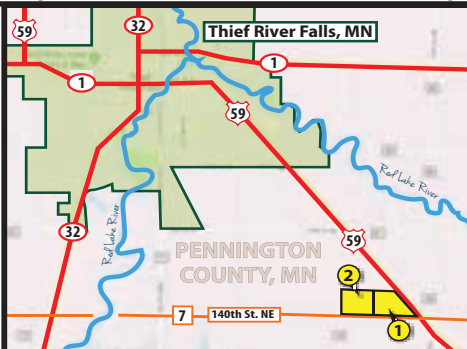 59
32
Thief River Falls, MN
1
1
59
Red Lake River
Red Lake River
32
59
PENNINGTON
COUNTY, MN
2
7
140th St. NE
1